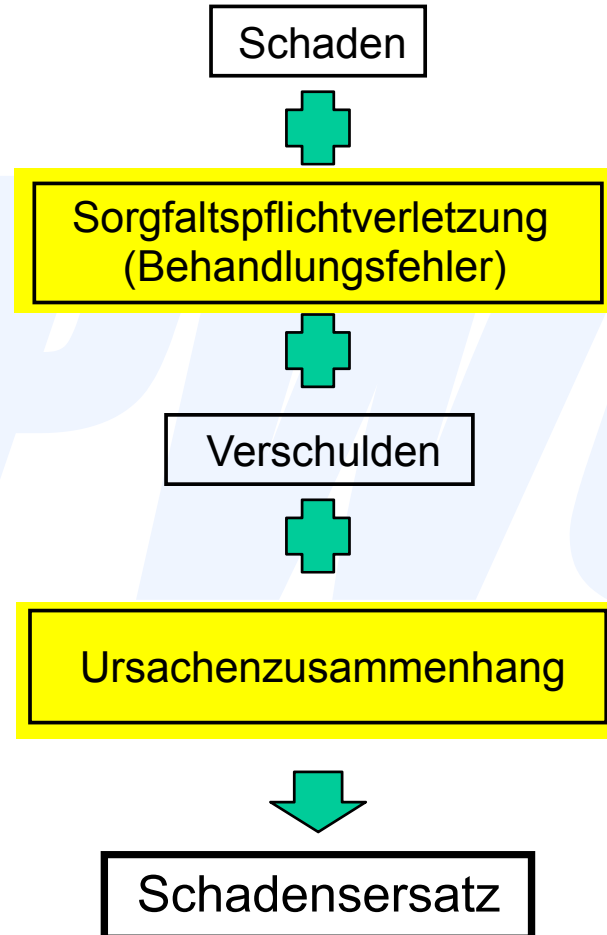 Schaden
Sorgfaltspflichtverletzung
(Behandlungsfehler)
Verschulden
Ursachenzusammenhang
Schadensersatz